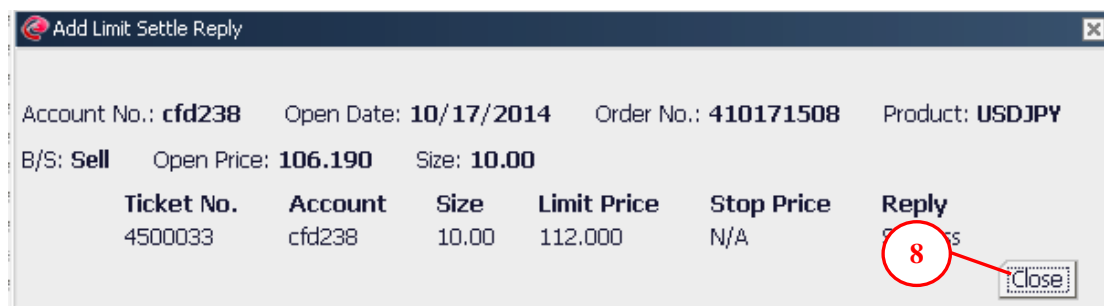 Add Limit Settle Reply
Account No.: cfd238 Open Date: 10/17/2014 Order No.: 410171508 Product: USDJPY
B/S: Sell Open Price: 106.190 Size: 10.00
Ticket No. Account Size Limit Price Stop Price Reply
4500033 cfd238 10.00 112.000 N/A
8
Close